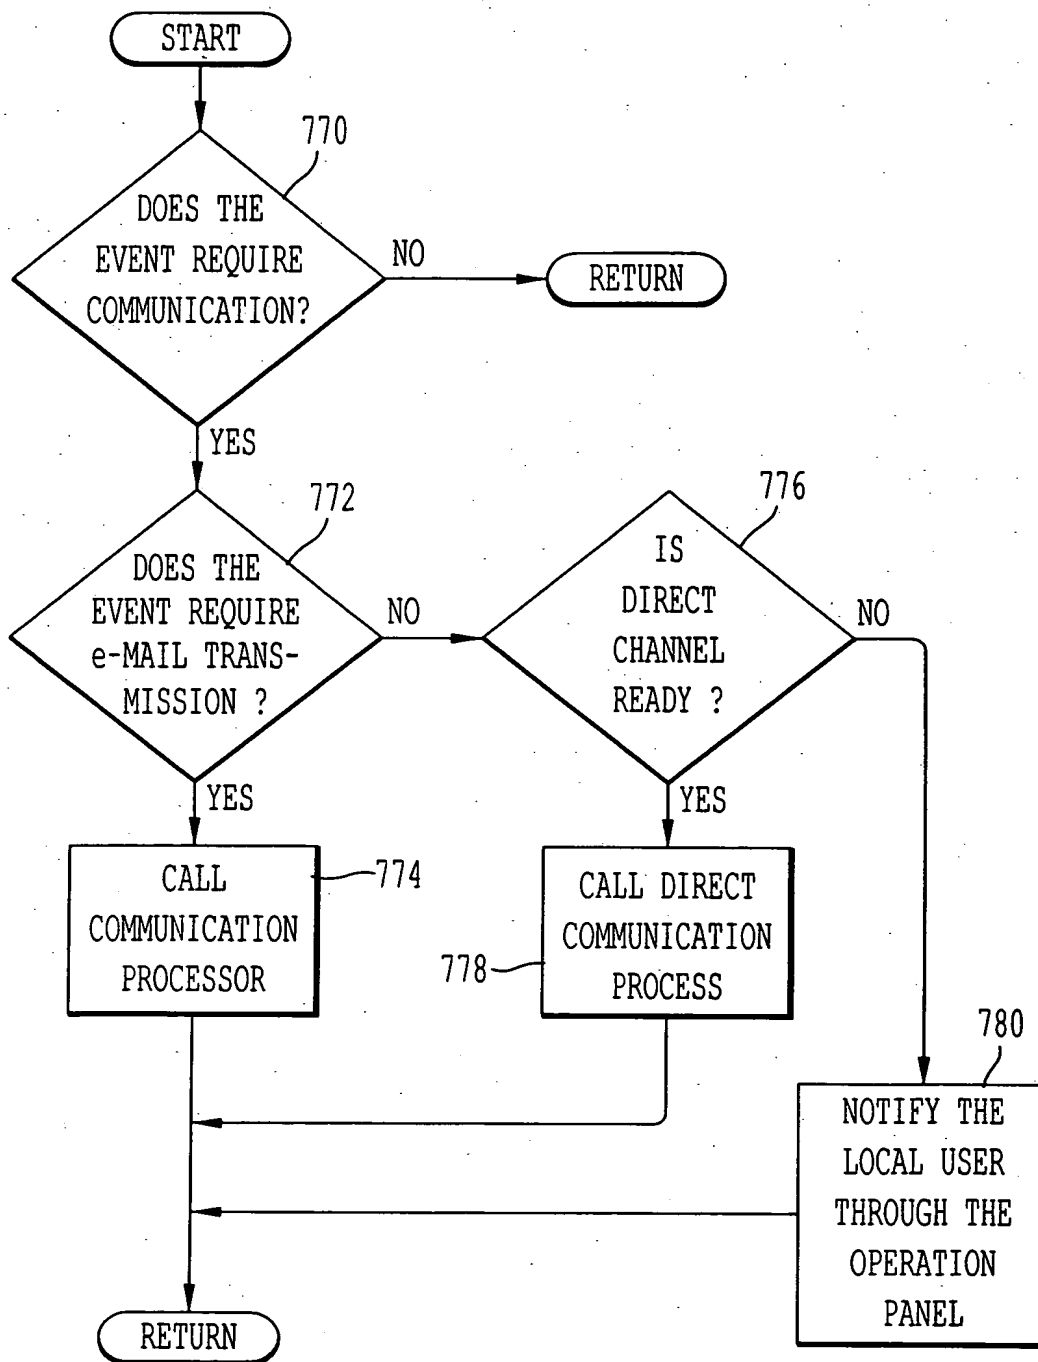 START
770
DOES THE
EVENT REQUIRE
COMMUNICATION?
NO
RETURN
YES
772
DOES THE
EVENT REQUIRE
e-MAIL TRANS-
MISSION ?
NO
776
IS
DIRECT
CHANNEL
READY ?
NO
YES
CALL
COMMUNICATION
PROCESSOR
774
YES
CALL DIRECT
COMMUNICATION
PROCESS
778
780
NOTIFY THE
LOCAL USER
THROUGH THE
OPERATION
PANEL
RETURN